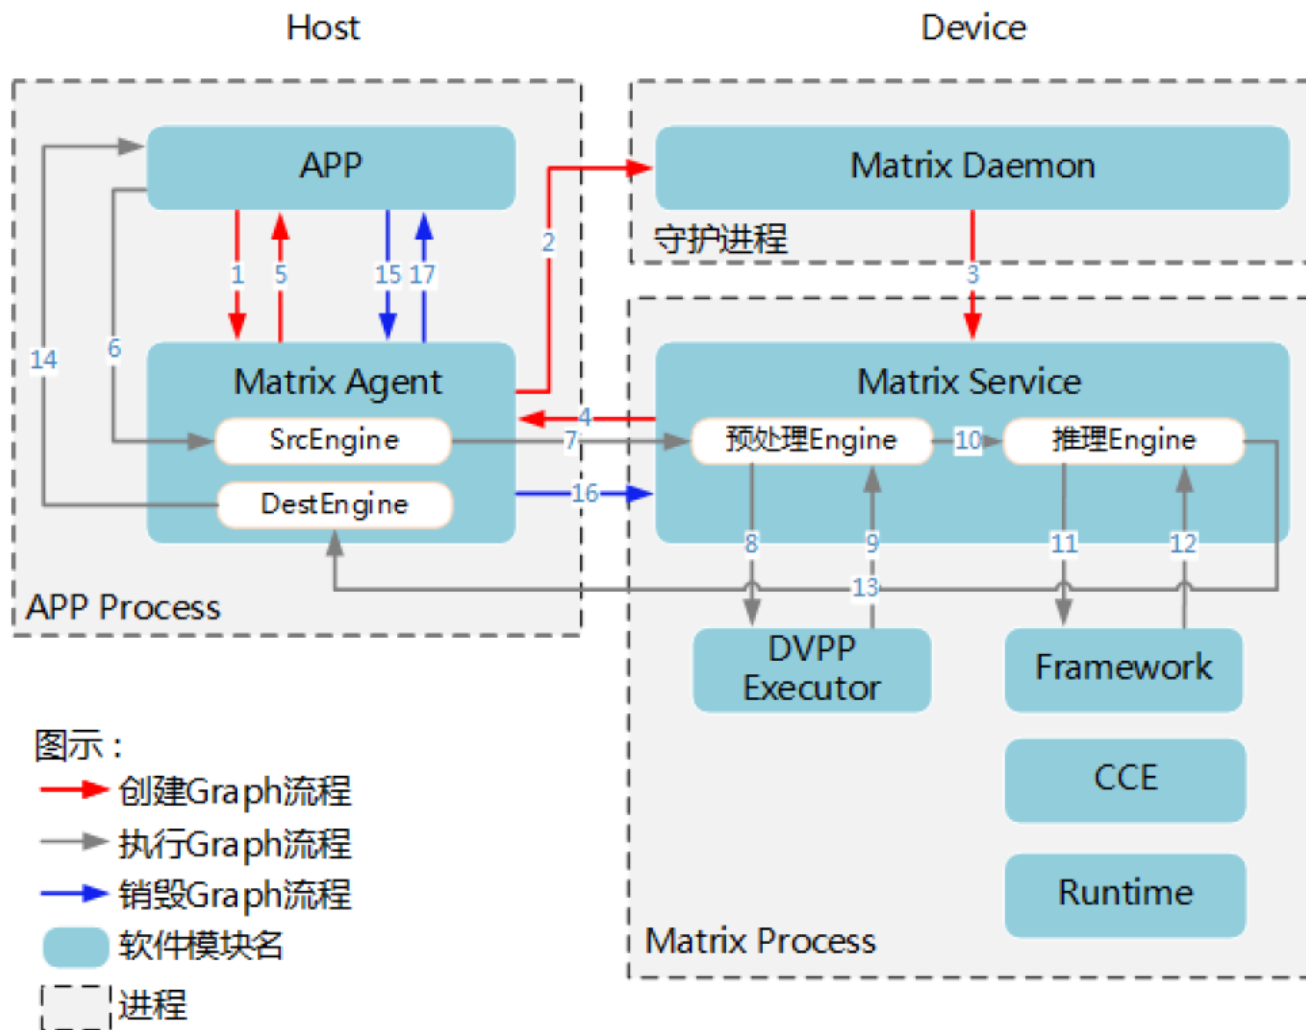 Host
Device
APP
Matrix Daemon
守护进程
2
1
5
15
17
3
14
6
Matrix Agent
Matrix Service
4
SrcEngine
7
预处理Engine
10
推理Engine
DestEngine
16
8
9
11
12
13
APP Process
DVPP
Executor
Framework
CCE
Runtime
Matrix Process
图示：
创建Graph流程
执行Graph流程
销毁Graph流程
软件模块名
进程